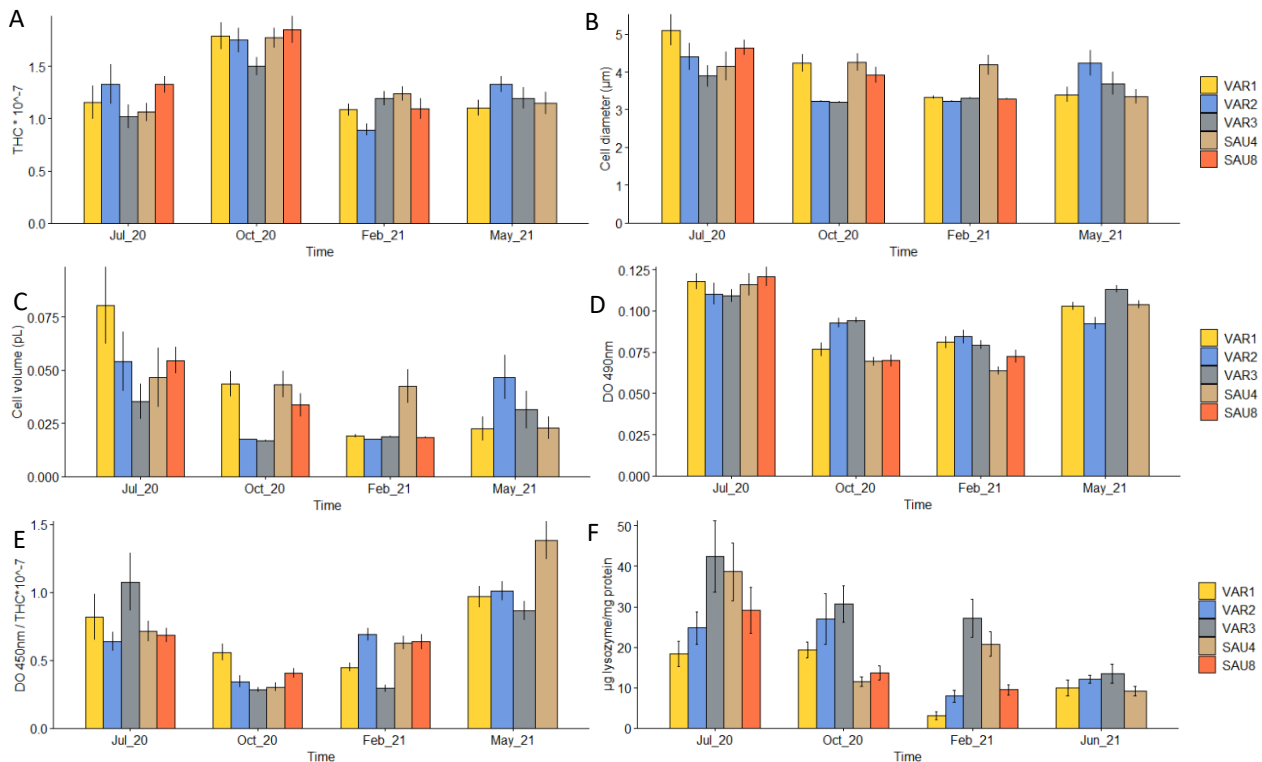 A
THC * 10^-7
1.5
1.0
0.5
0.0
Jul_20 Oct_20 Feb_21 May_21
Time
B
Cell diameter (µm)
5
4
3
2
1
0
Jul_20 Oct_20 Feb_21 May_21
Time
VAR1
VAR2
VAR3
SAU4
SAU8
C
Cell volume (pL)
0.075
0.050
0.025
0.000
Jul_20 Oct_20 Feb_21 May_21
Time
D
DO 490nm
0.125
0.100
0.075
0.050
0.025
0.000
Jul_20 Oct_20 Feb_21 May_21
Time
VAR1
VAR2
VAR3
SAU4
SAU8
E
DO 450nm / THC*10^-7
1.5
1.0
0.5
0.0
Jul_20 Oct_20 Feb_21 May_21
Time
F
µg lysozyme/mg protein
50
40
30
20
10
0
Jul_20 Oct_20 Feb_21 Jun_21
Time
VAR1
VAR2
VAR3
SAU4
SAU8